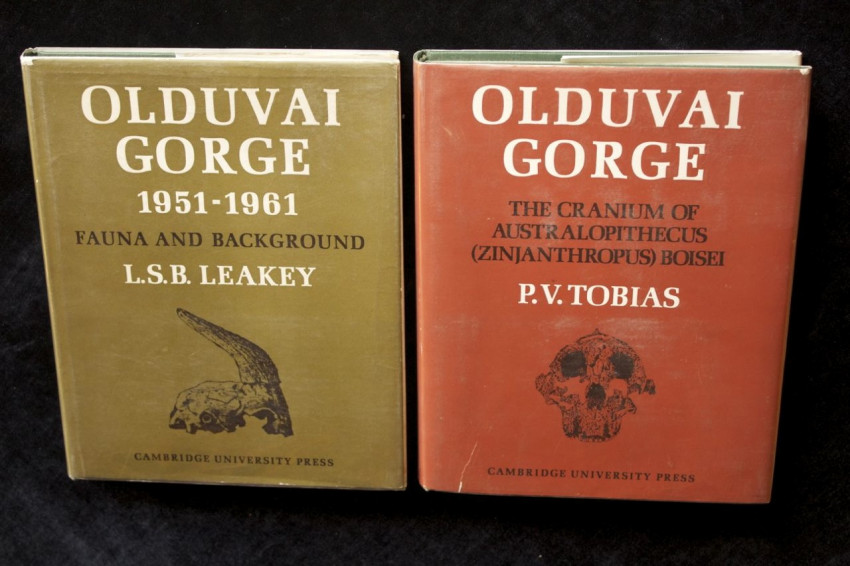 OLDUVAI
GORGE
1951-1961
FAUNA AND BACKGROUND
L.S.B. LEAKEY
CAMBRIDGE UNIVERSITY PRESS
OLDUVAI
GORGE
THE CRANIUM OF
AUSTRALOPITHECUS
(ZINJANTHROPUS) BOISEI
P.V. TOBIAS
CAMBRIDGE UNIVERSITY PRESS